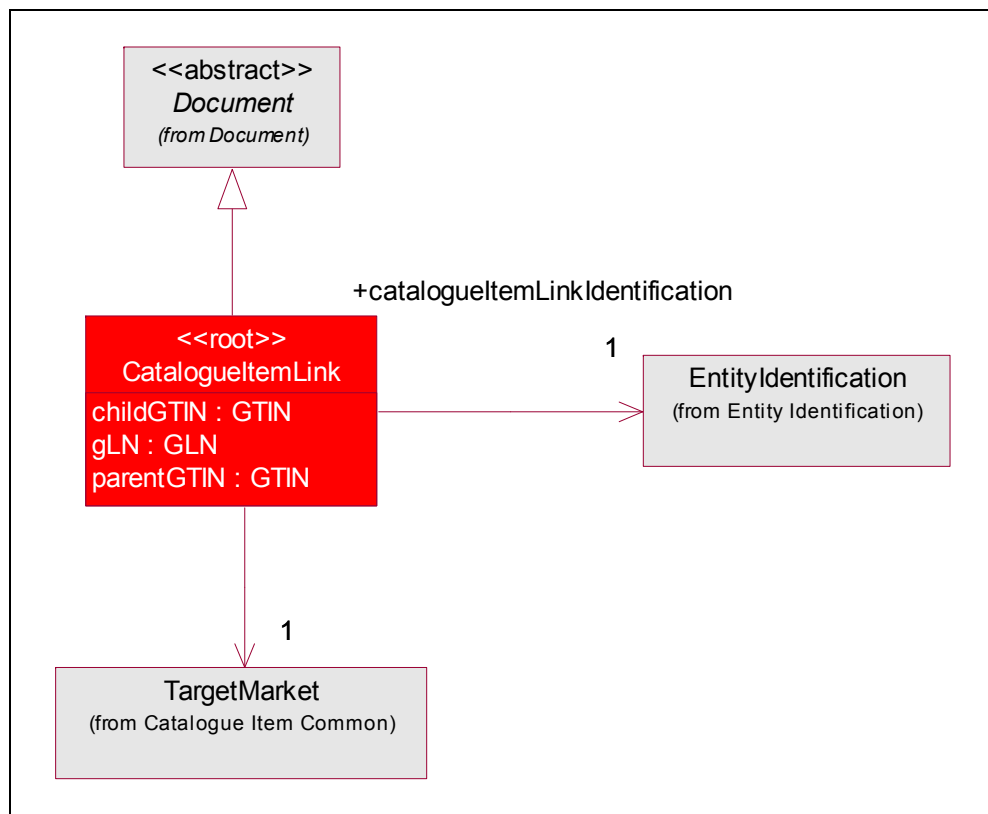 <<abstract>>
Document
(from Document)
+catalogueItemLinkIdentification
<<root>>
CatalogueItemLink
childGTIN : GTIN
gLN : GLN
parentGTIN : GTIN
1
EntityIdentification
(from Entity Identification)
1
TargetMarket
(from Catalogue Item Common)